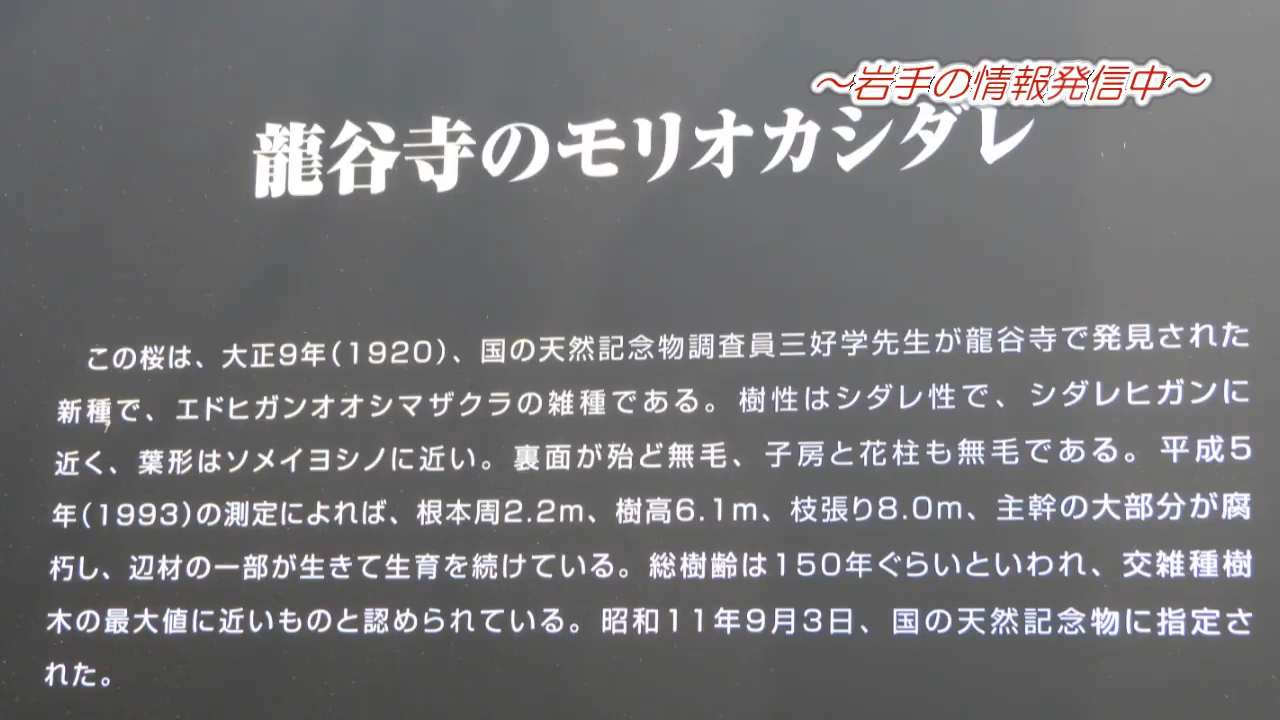 ～岩手の情報発信中～
龍谷寺のモリオカシダレ
この桜は、大正9年(1920)、国の天然記念物調査員三好学先生が龍谷寺で発見された
新種で、エドヒガンオオシマザクラの雑種である。樹性はシダレ性で、シダレヒガンに
近く、葉形はソメイヨシノに近い。裏面が殆ど無毛、子房と花柱も無毛である。平成5
年(1993)の測定によれば、根本周2.2m、樹高6.1m、枝張り8.0m、主幹の大部分が腐
朽し、辺材の一部が生きて生育を続けている。総樹齢は150年ぐらいといわれ、交雑種樹
木の最大値に近いものと認められている。昭和11年9月3日、国の天然記念物に指定さ
れた。